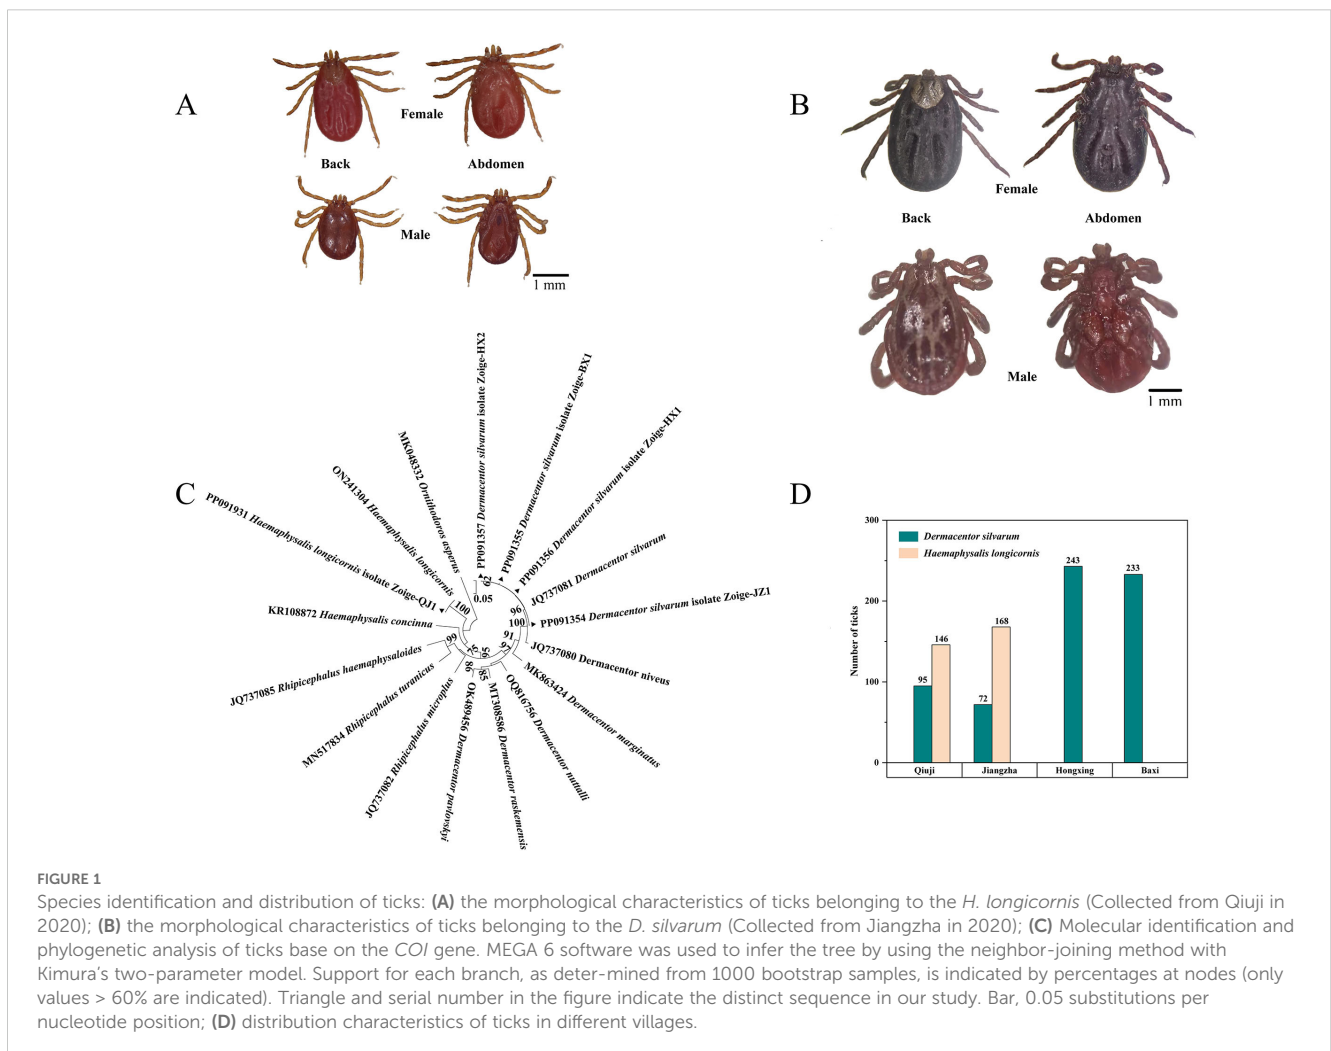 A
Female
Back
Abdomen
Male
1 mm
B
Female
Back
Abdomen
Male
1 mm
C
PP091357 Dermacentor silvarum isolate Zoige-HX2
PP091355 Dermacentor silvarum isolate Zoige-BX1
PP091356 Dermacentor silvarum isolate Zoige-HX1
JQ737081 Dermacentor silvarum
PP091354 Dermacentor silvarum isolate Zoige-JZ1
JQ737080 Dermacentor niveus
MK863424 Dermacentor marginatus
OQ816756 Dermacentor nuttalli
MT308586 Dermacentor raskemensis
OK489456 Dermacentor pavlovskyi
JQ737082 Rhipicephalus microplus
MN517834 Rhipicephalus turanicus
JQ737085 Rhipicephalus haemaphysaloides
KR108872 Haemaphysalis concinna
PP091931 Haemaphysalis longicornis isolate Zoige-QJ1
ON241304 Haemaphysalis longicornis
MK048332 Ornithodoros asperus
62
0.05
96
100
91
95
85
86
99
100
D
Dermacentor silvarum
Haemaphysalis longicornis
Number of ticks
300
200
100
0
95
146
72
168
243
233
Qiuji
Jiangzha
Hongxing
Baxi
FIGURE 1
Species identification and distribution of ticks: (A) the morphological characteristics of ticks belonging to the H. longicornis (Collected from Qiuji in
2020); (B) the morphological characteristics of ticks belonging to the D. silvarum (Collected from Jiangzha in 2020); (C) Molecular identification and
phylogenetic analysis of ticks base on the COI gene. MEGA 6 software was used to infer the tree by using the neighbor-joining method with
Kimura's two-parameter model. Support for each branch, as deter-mined from 1000 bootstrap samples, is indicated by percentages at nodes (only
values > 60% are indicated). Triangle and serial number in the figure indicate the distinct sequence in our study. Bar, 0.05 substitutions per
nucleotide position; (D) distribution characteristics of ticks in different villages.